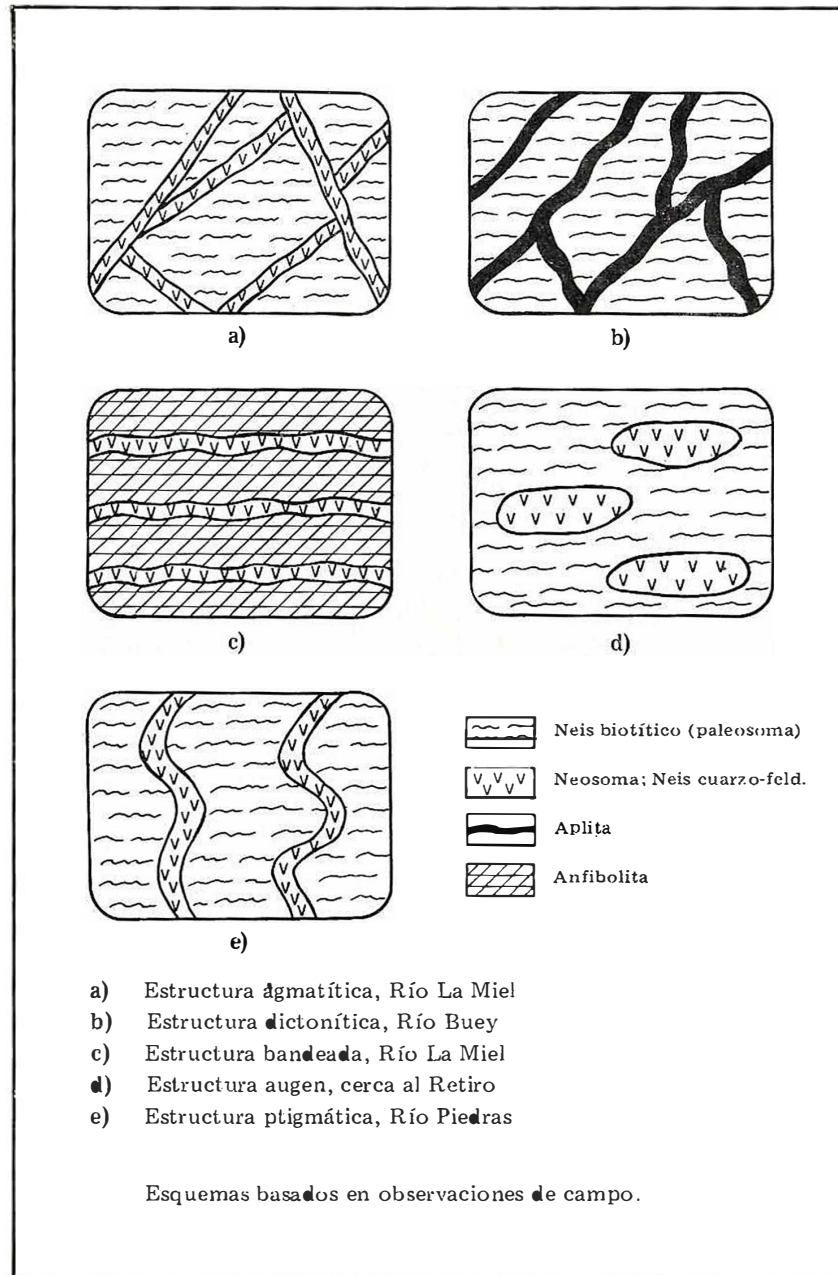 a)
b)
c)
d)
e)
Neis biotítico (paleosoma)
Neosoma; Neis cuarzo-feld.
Aplita
Anfibolita
a) Estructura àgmatítica, Río La Miel
b) Estructura dictonítica, Río Buey
c) Estructura bandeada, Río La Miel
d) Estructura augen, cerca al Retiro
e) Estructura ptigmática, Río Piedras
Esquemas basados en observaciones de campo.